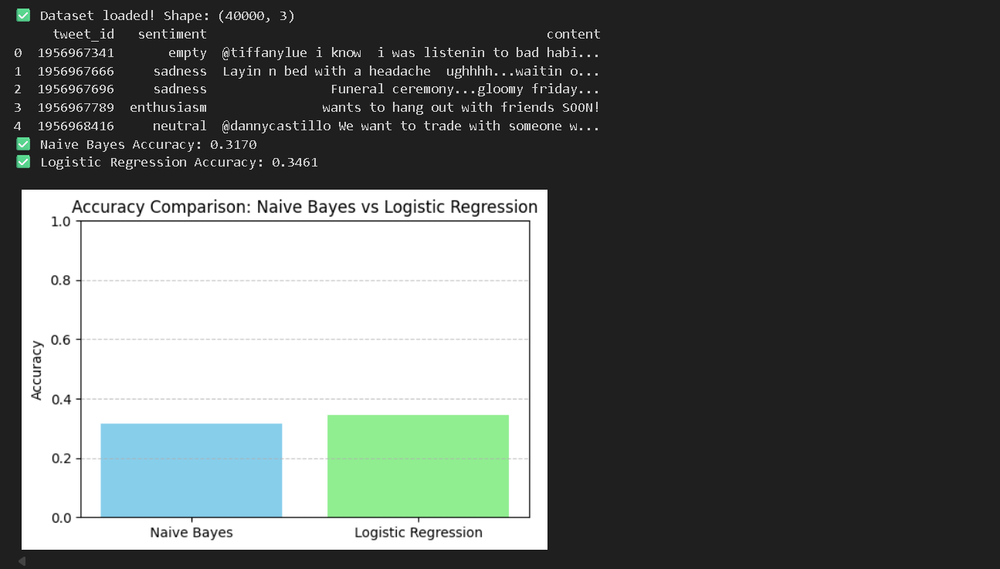 ✅ Dataset loaded! Shape: (40000, 3)
tweet_id sentiment content
0 1956967341 empty @tiffanylue i know i was listenin to bad habi...
1 1956967666 sadness Layin n bed with a headache ughhhh...waitin o...
2 1956967696 sadness Funeral ceremony...gloomy friday...
3 1956967789 enthusiasm wants to hang out with friends SOON!
4 1956968416 neutral @dannycastillo We want to trade with someone w...
✅ Naive Bayes Accuracy: 0.3170
✅ Logistic Regression Accuracy: 0.3461
Accuracy Comparison: Naive Bayes vs Logistic Regression
1.0
0.8
0.6
0.4
0.2
0.0
Accuracy
Naive Bayes
Logistic Regression